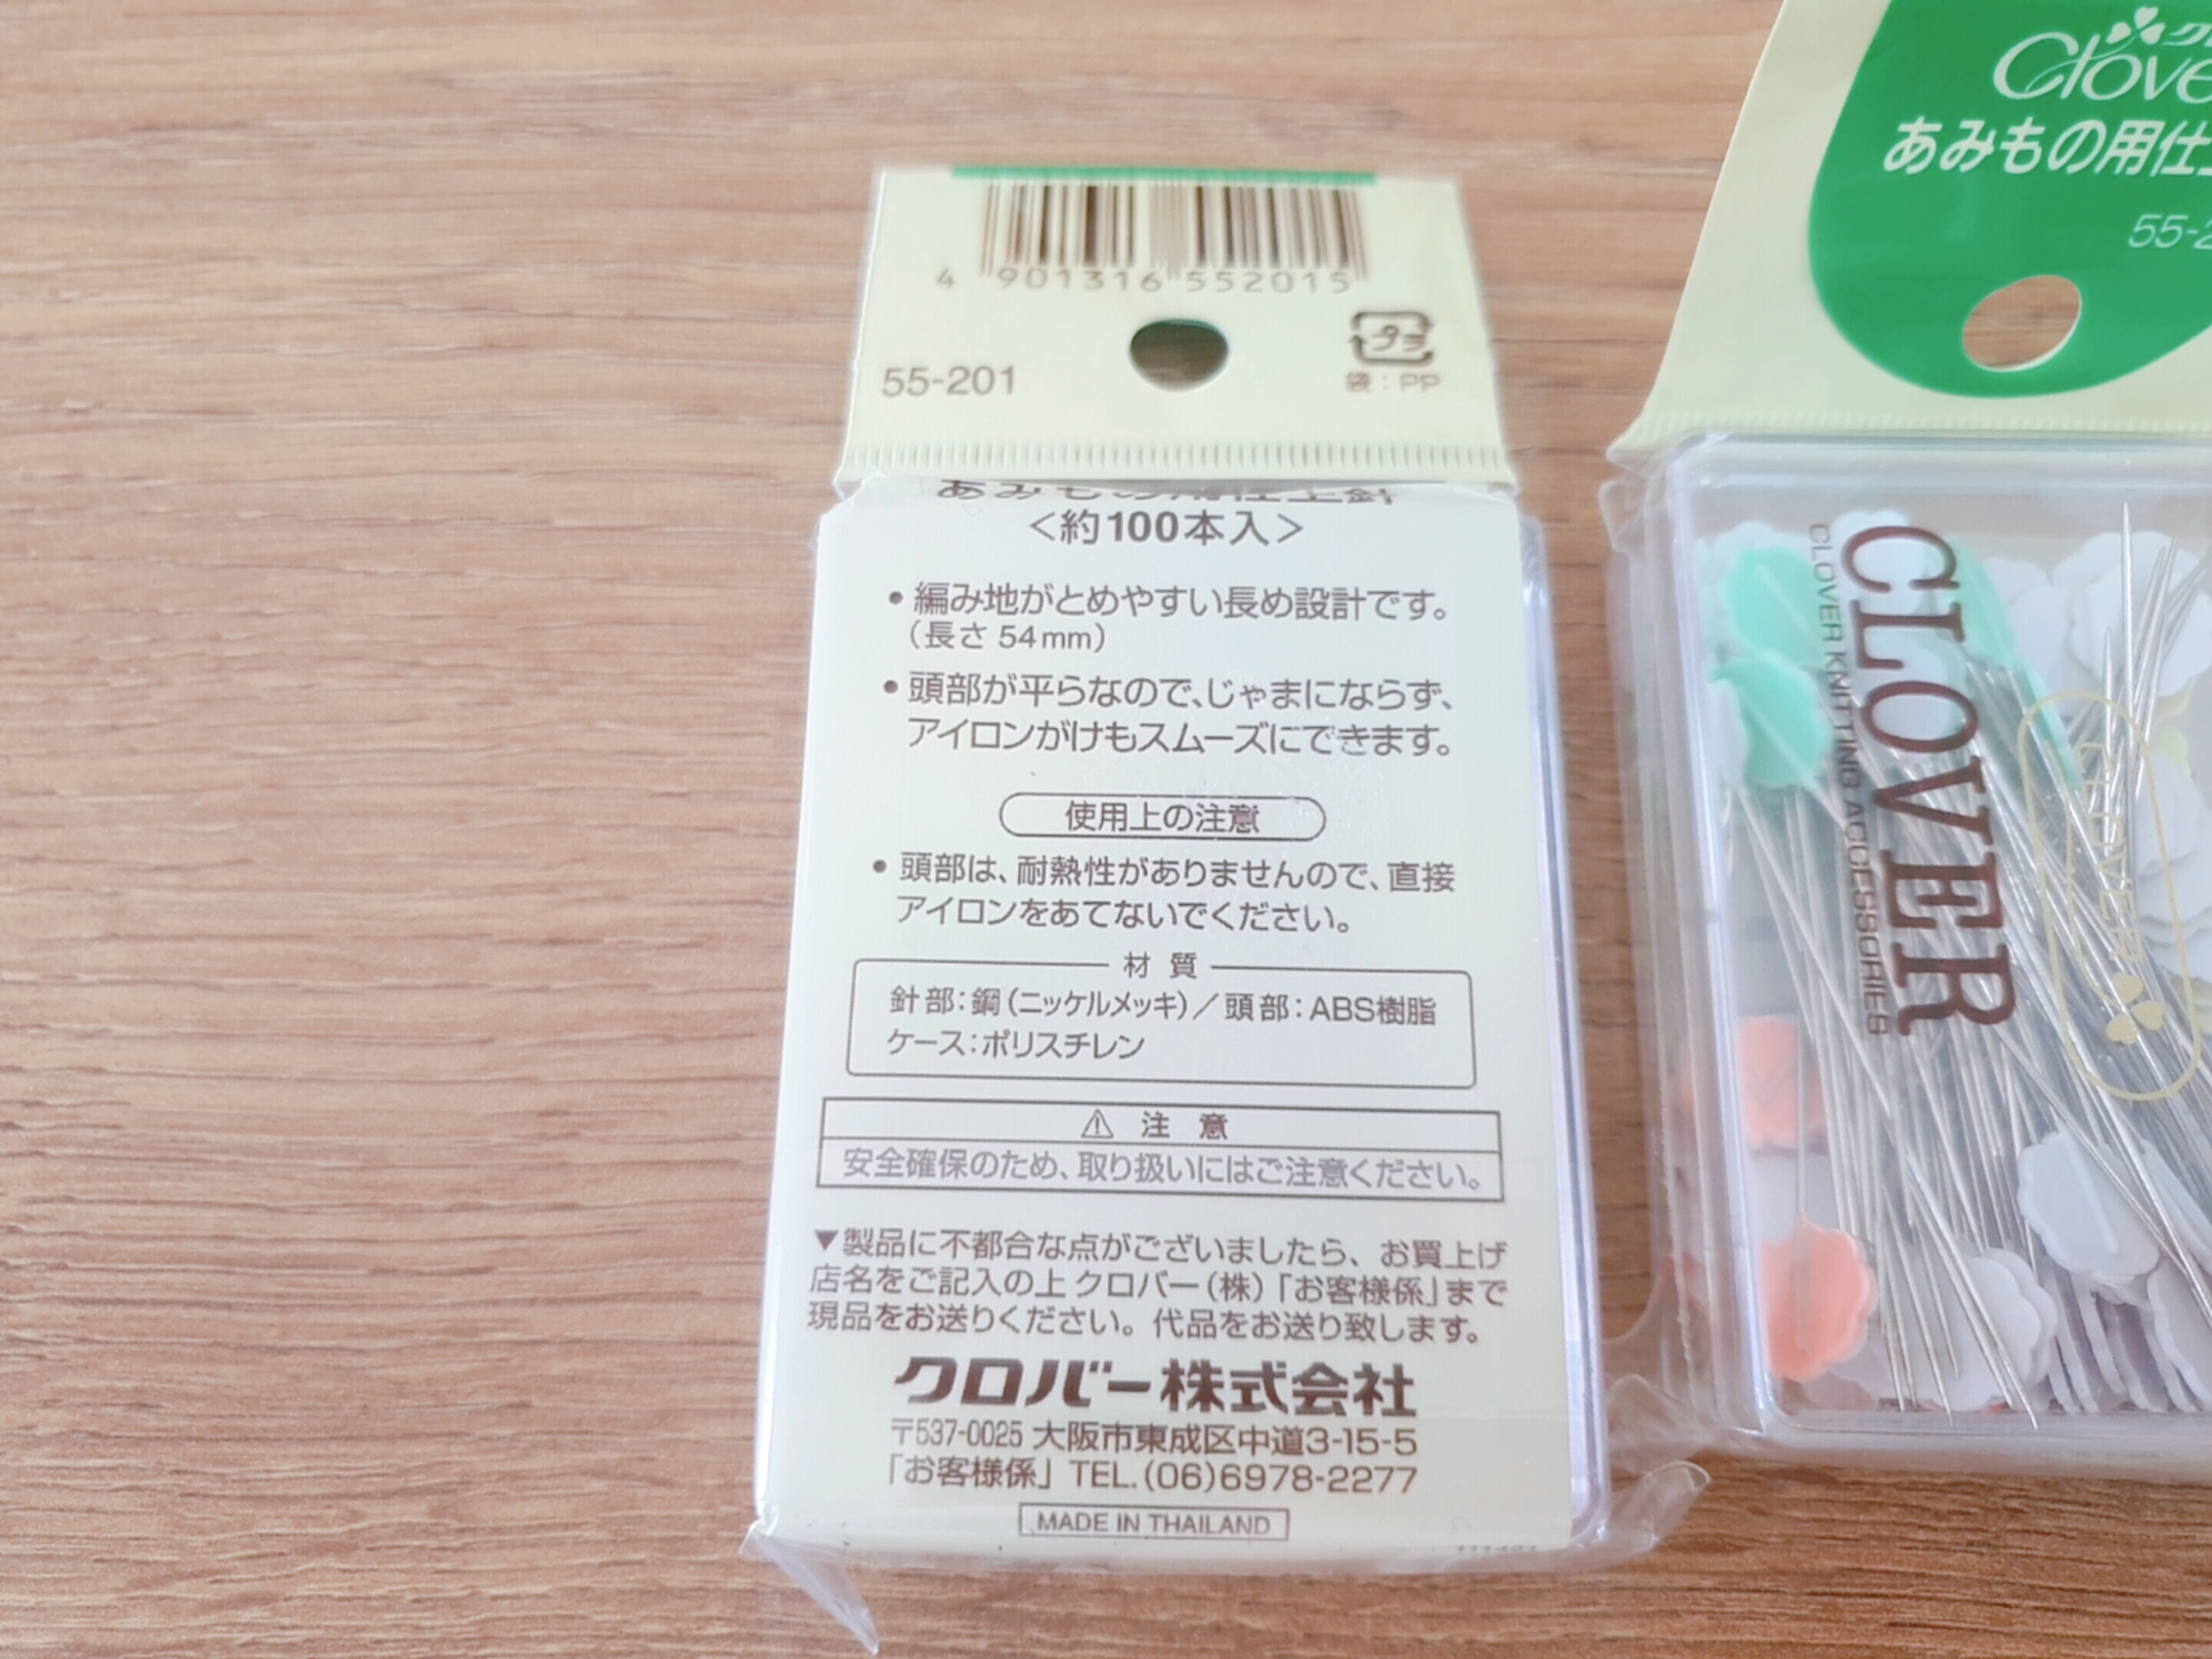 4 901316 552015
プラ
袋：PP
55-201
あみもの用仕上針
＜約100本入＞
・編み地がとめやすい長め設計です。
（長さ 54mm）
・頭部が平らなので、じゃまにならず、
アイロンがけもスムーズにできます。
使用上の注意
・頭部は、耐熱性がありませんので、直接
アイロンをあてないでください。
材 質
針部：鋼（ニッケルメッキ）／頭部：ABS樹脂
ケース：ポリスチレン
⚠ 注 意
安全確保のため、取り扱いにはご注意ください。
▼製品に不都合な点がございましたら、お買上げ
店名をご記入の上クロバー（株）「お客様係」まで
現品をお送りください。代品をお送り致します。
クロバー株式会社
〒537-0025 大阪市東成区中道3-15-5
「お客様係」TEL.(06)6978-2277
MADE IN THAILAND
Clove
あみもの用仕
55-2
CLOVER
CLOVER KNITTING ACCESSORIES
CLOVER